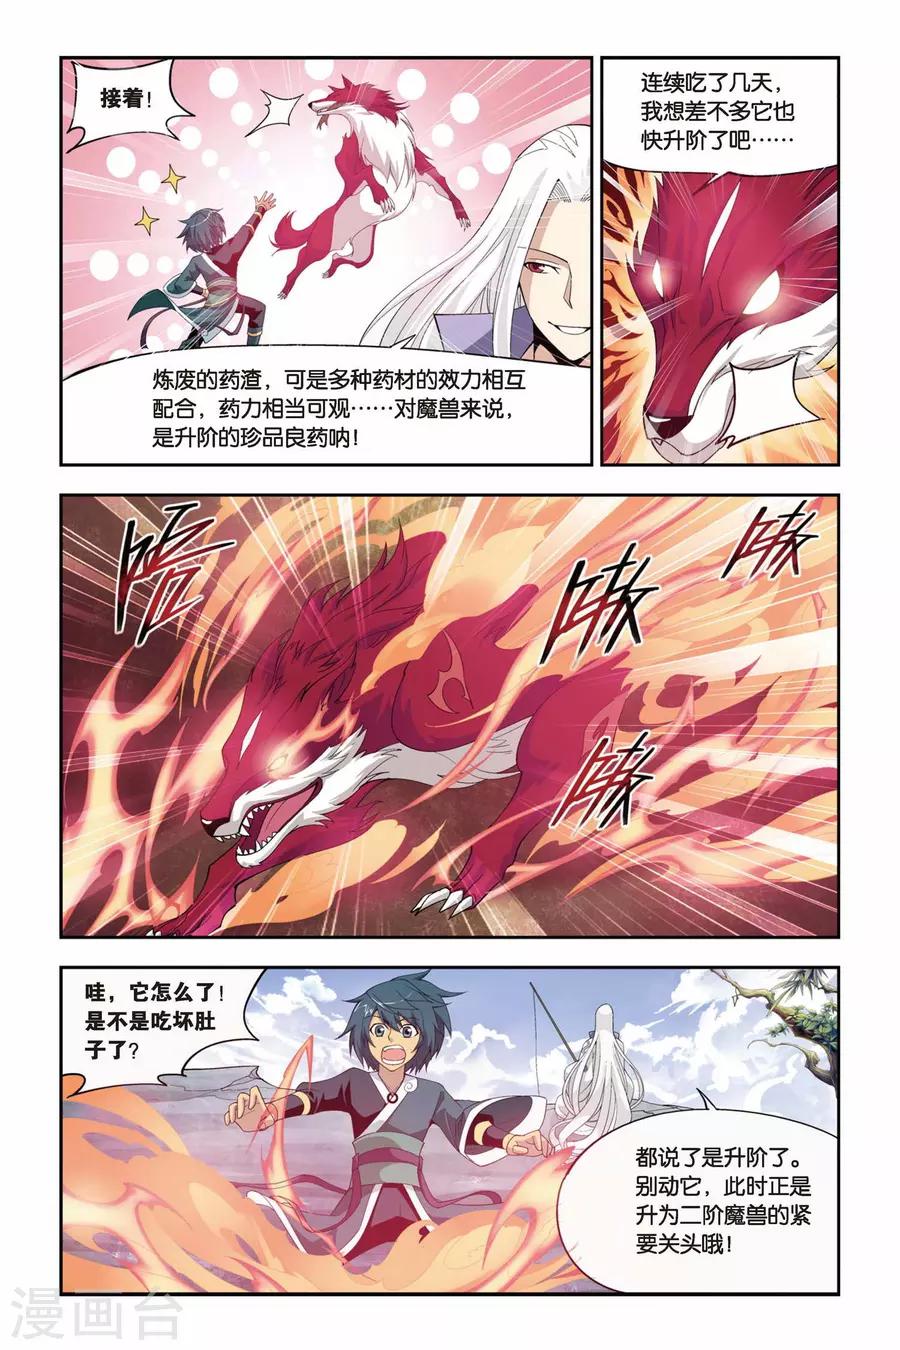 接着！
炼废的药渣，可是多种药材的效力相互
配合，药力相当可观……对魔兽来说，
是升阶的珍品良药呐！
连续吃了几天，
我想差不多它也
快升阶了吧……
喀
嗷
嗷
嗷
哇，它怎么了！
是不是吃坏肚
子了？
都说了是升阶了。
别动它，此时正是
升为二阶魔兽的紧
要关头哦！
漫画台